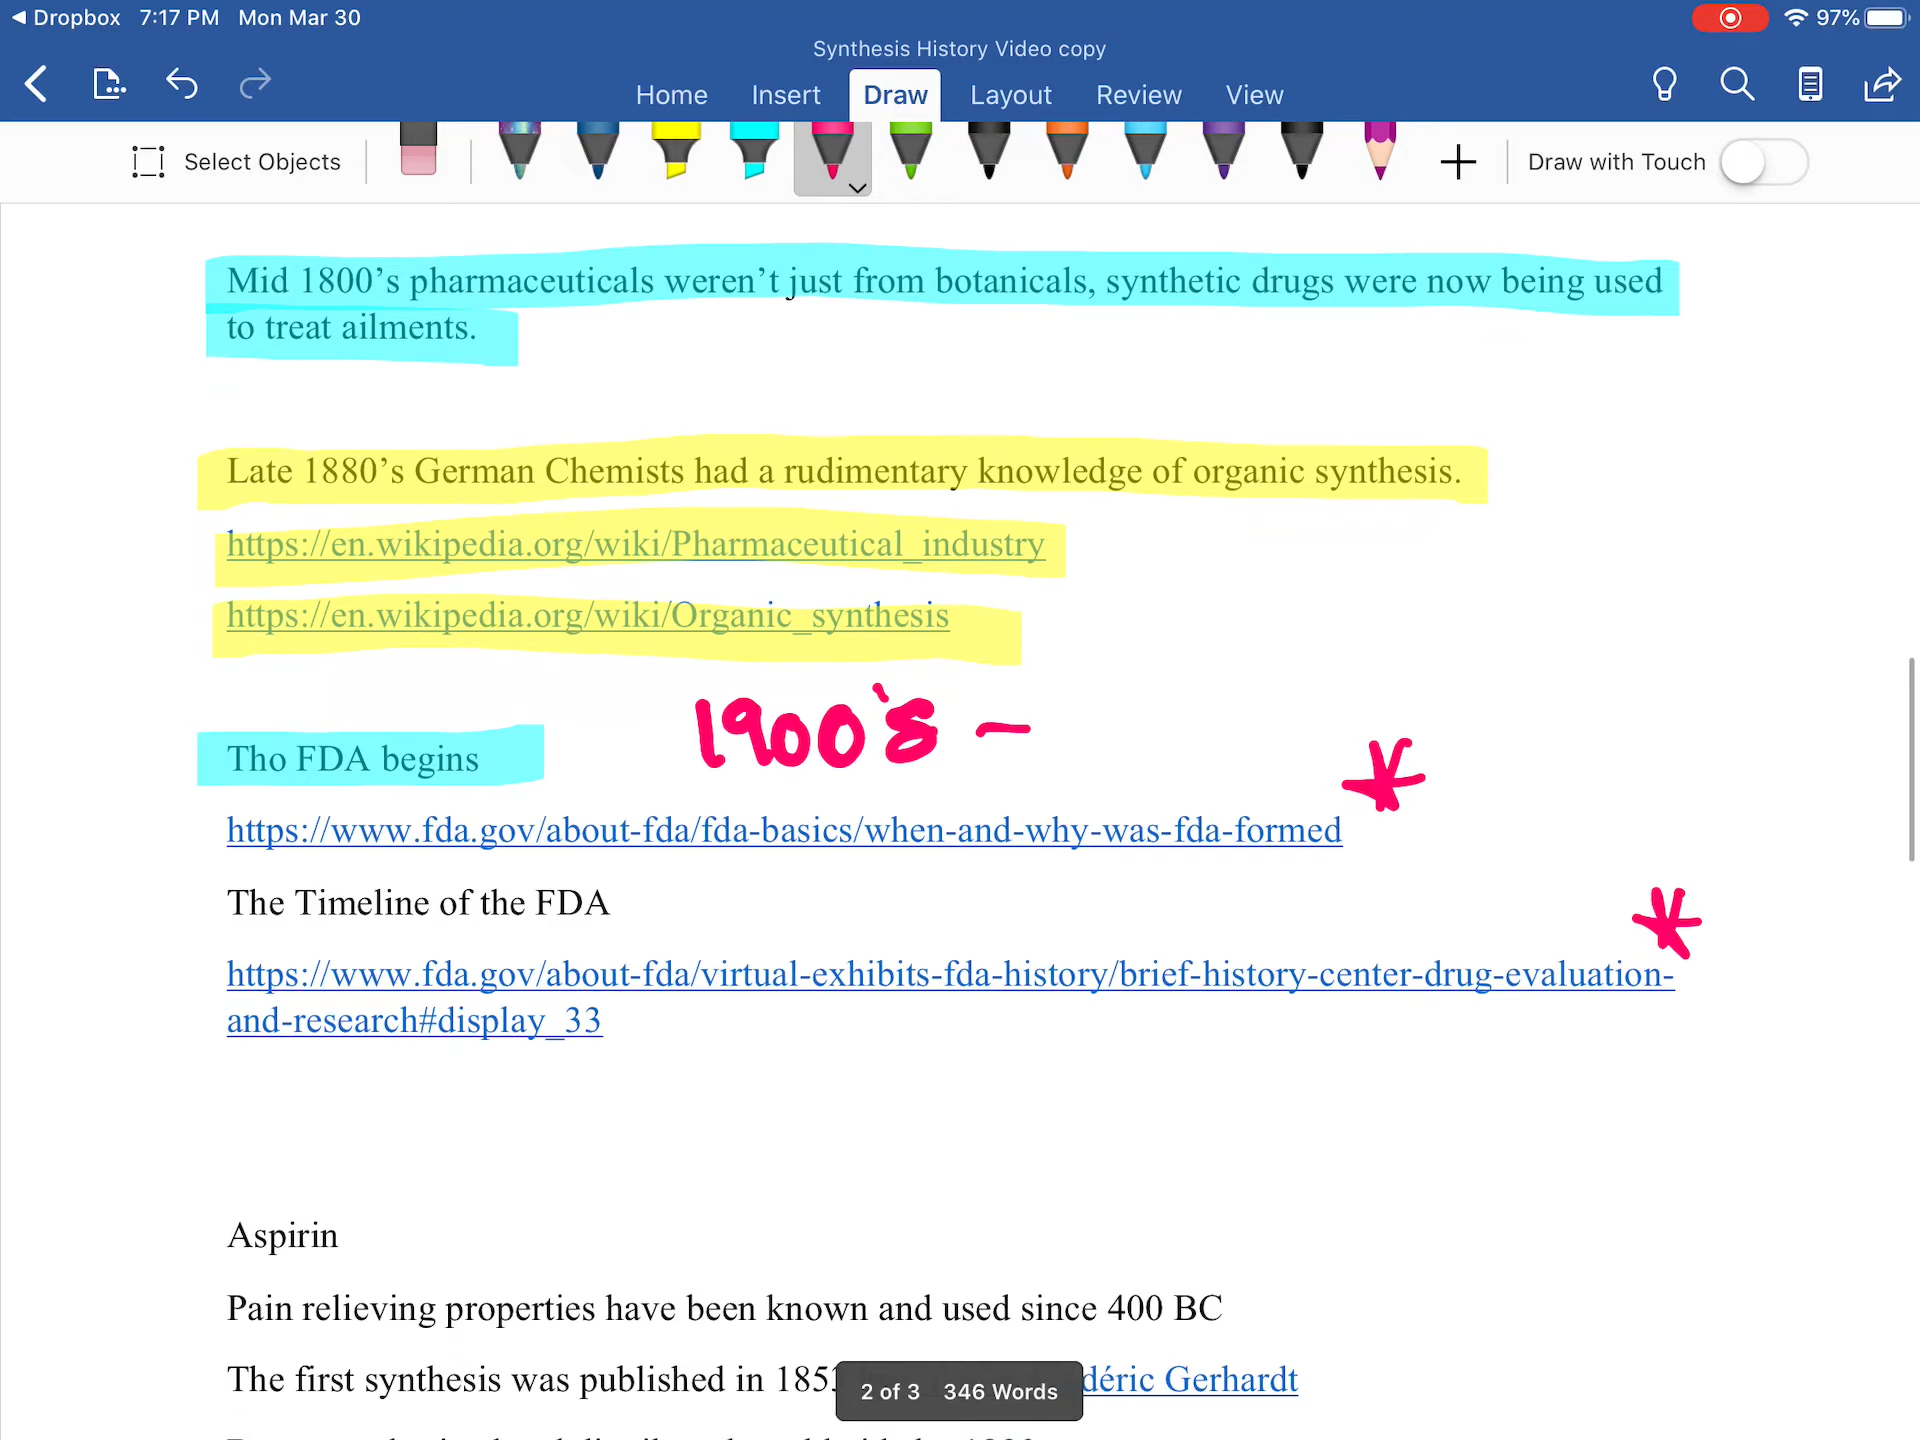 Dropbox 7:17 PM Mon Mar 30 97%
Synthesis History Video copy
Home Insert Draw Layout Review View
Select Objects Draw with Touch
Mid 1800’s pharmaceuticals weren’t just from botanicals, synthetic drugs were now being used
to treat ailments.
Late 1880’s German Chemists had a rudimentary knowledge of organic synthesis.
https://en.wikipedia.org/wiki/Pharmaceutical_industry
https://en.wikipedia.org/wiki/Organic_synthesis
1900's -
Tho FDA begins
https://www.fda.gov/about-fda/fda-basics/when-and-why-was-fda-formed
The Timeline of the FDA
https://www.fda.gov/about-fda/virtual-exhibits-fda-history/brief-history-center-drug-evaluation-
and-research#display_33
Aspirin
Pain relieving properties have been known and used since 400 BC
The first synthesis was published in 185 déric Gerhardt
2 of 3 346 Words